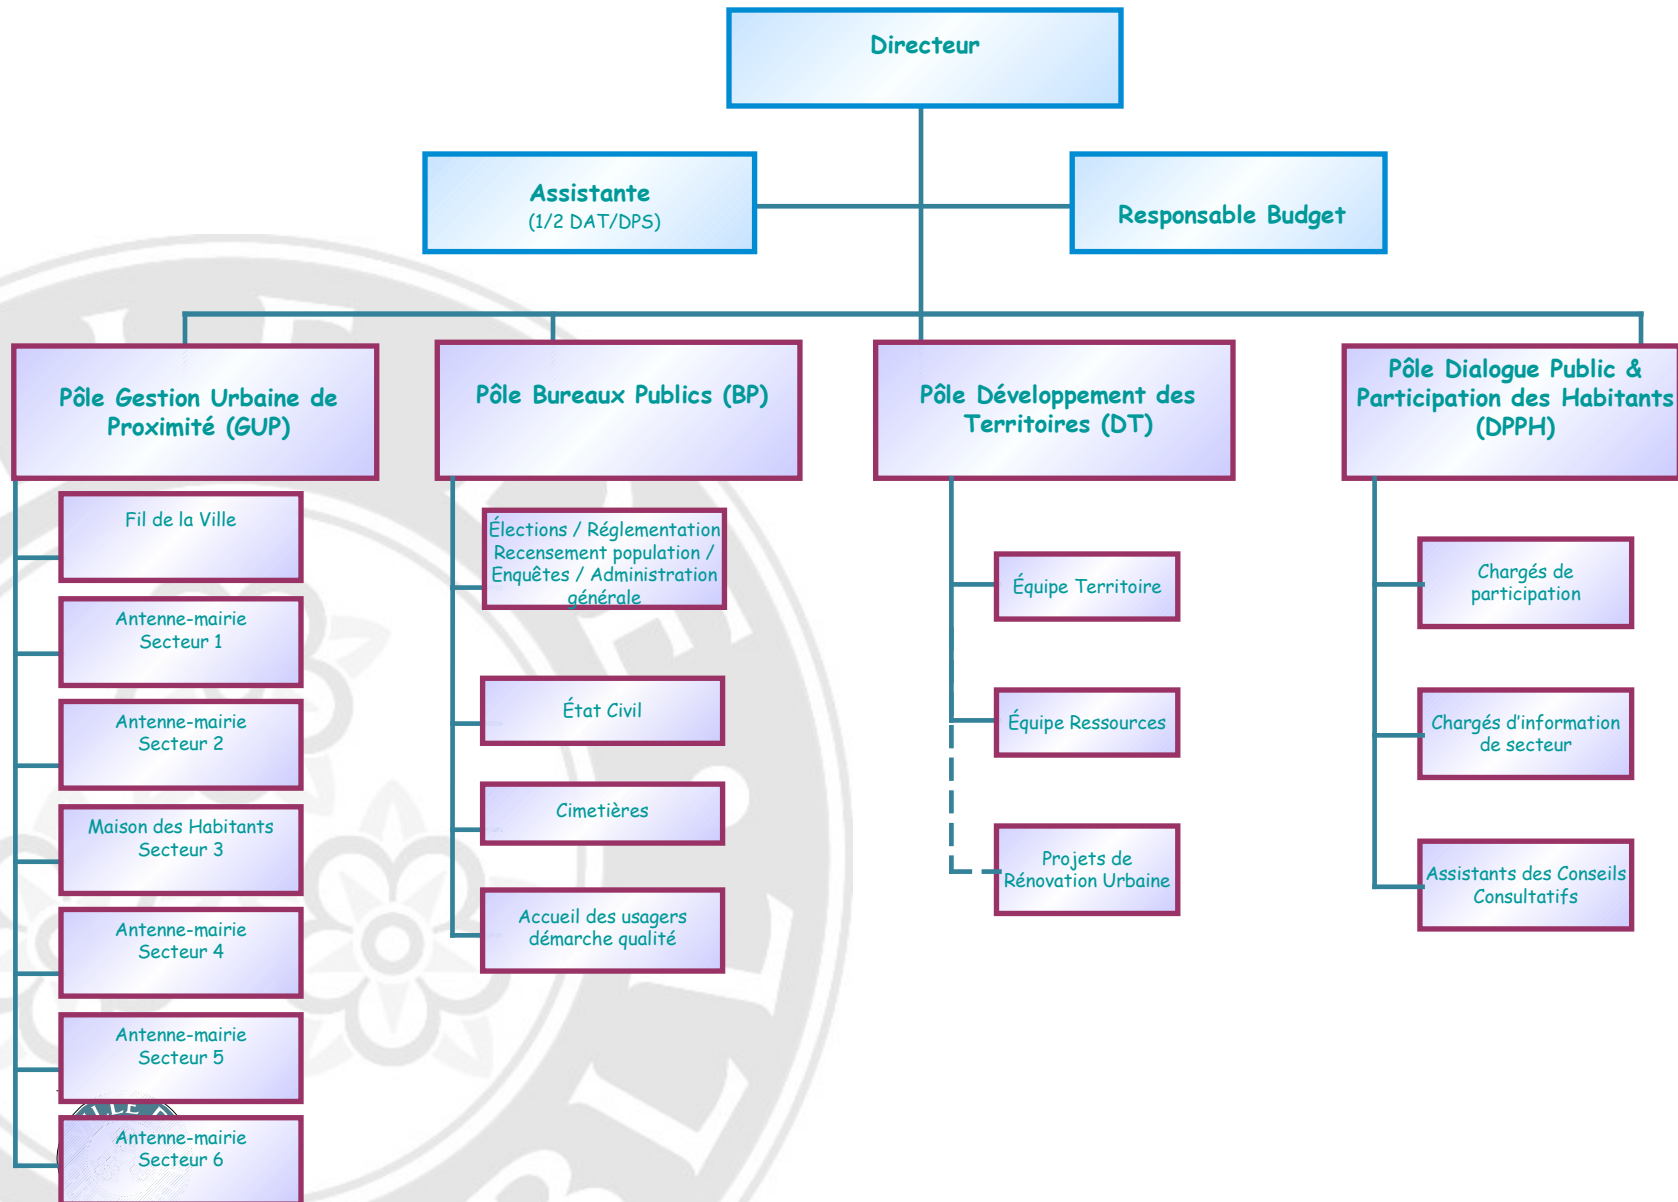 Directeur
Assistante
(1/2 DAT/DPS)
Responsable Budget
Pôle Gestion Urbaine de
Proximité (GUP)
Pôle Bureaux Publics (BP)
Pôle Développement des
Territoires (DT)
Pôle Dialogue Public &
Participation des Habitants
(DPPH)
Fil de la Ville
Antenne-mairie
Secteur 1
Antenne-mairie
Secteur 2
Maison des Habitants
Secteur 3
Antenne-mairie
Secteur 4
Antenne-mairie
Secteur 5
Antenne-mairie
Secteur 6
Élections / Réglementation
Recensement population /
Enquêtes / Administration
générale
État Civil
Cimetières
Accueil des usagers
démarche qualité
Équipe Territoire
Équipe Ressources
Projets de
Rénovation Urbaine
Chargés de
participation
Chargés d’information
de secteur
Assistants des Conseils
Consultatifs